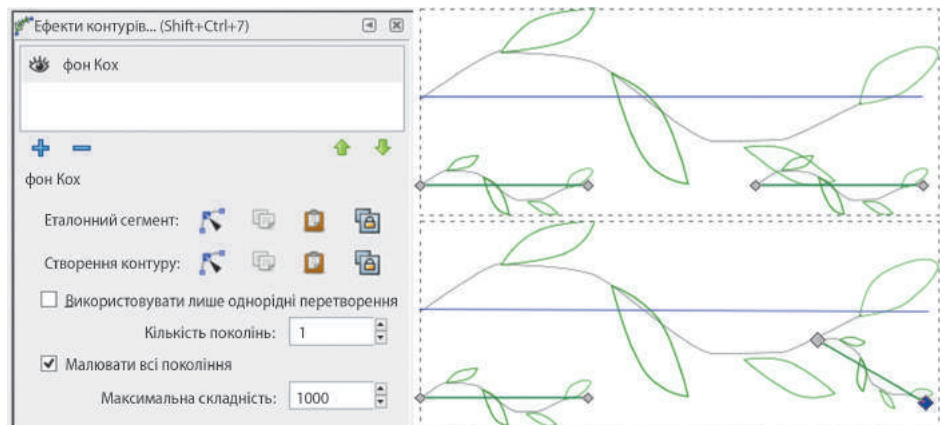 Ефекти контурів... (Shift+Ctrl+7)
фон Кох
фон Кох
Еталонний сегмент:
Створення контуру:
Використовувати лише однорідні перетворення
Кількість поколінь: 1
Малювати всі покоління
Максимальна складність: 1000